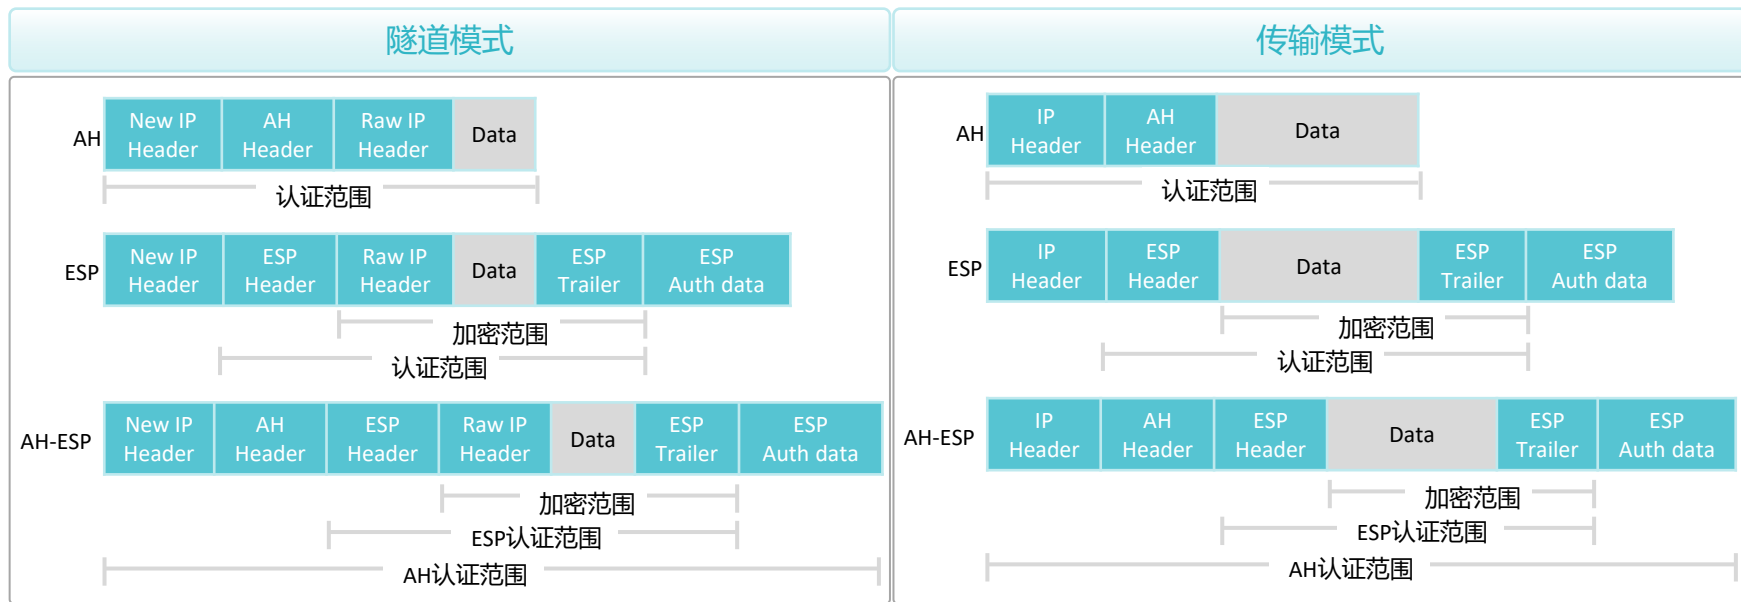 隧道模式
AH
New IP Header
AH Header
Raw IP Header
Data
认证范围
ESP
New IP Header
ESP Header
Raw IP Header
Data
ESP Trailer
ESP Auth data
加密范围
认证范围
AH-ESP
New IP Header
AH Header
ESP Header
Raw IP Header
Data
ESP Trailer
ESP Auth data
加密范围
ESP认证范围
AH认证范围
传输模式
AH
IP Header
AH Header
Data
认证范围
ESP
IP Header
ESP Header
Data
ESP Trailer
ESP Auth data
加密范围
认证范围
AH-ESP
IP Header
AH Header
ESP Header
Data
ESP Trailer
ESP Auth data
加密范围
ESP认证范围
AH认证范围